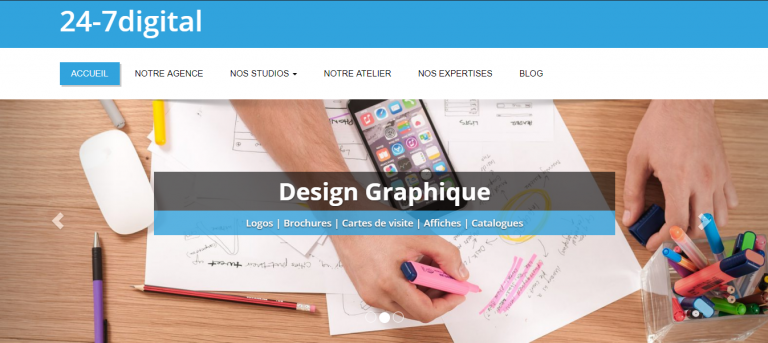 24-7digital
ACCUEIL NOTRE AGENCE NOS STUDIOS NOTRE ATELIER NOS EXPERTISES BLOG
Design Graphique
Logos | Brochures | Cartes de visite | Affiches | Catalogues